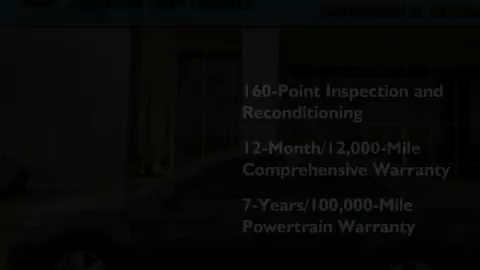 160-Point Inspection and
Reconditioning
12-Month/12,000-Mile
Comprehensive Warranty
7-Years/100,000-Mile
Powertrain Warranty